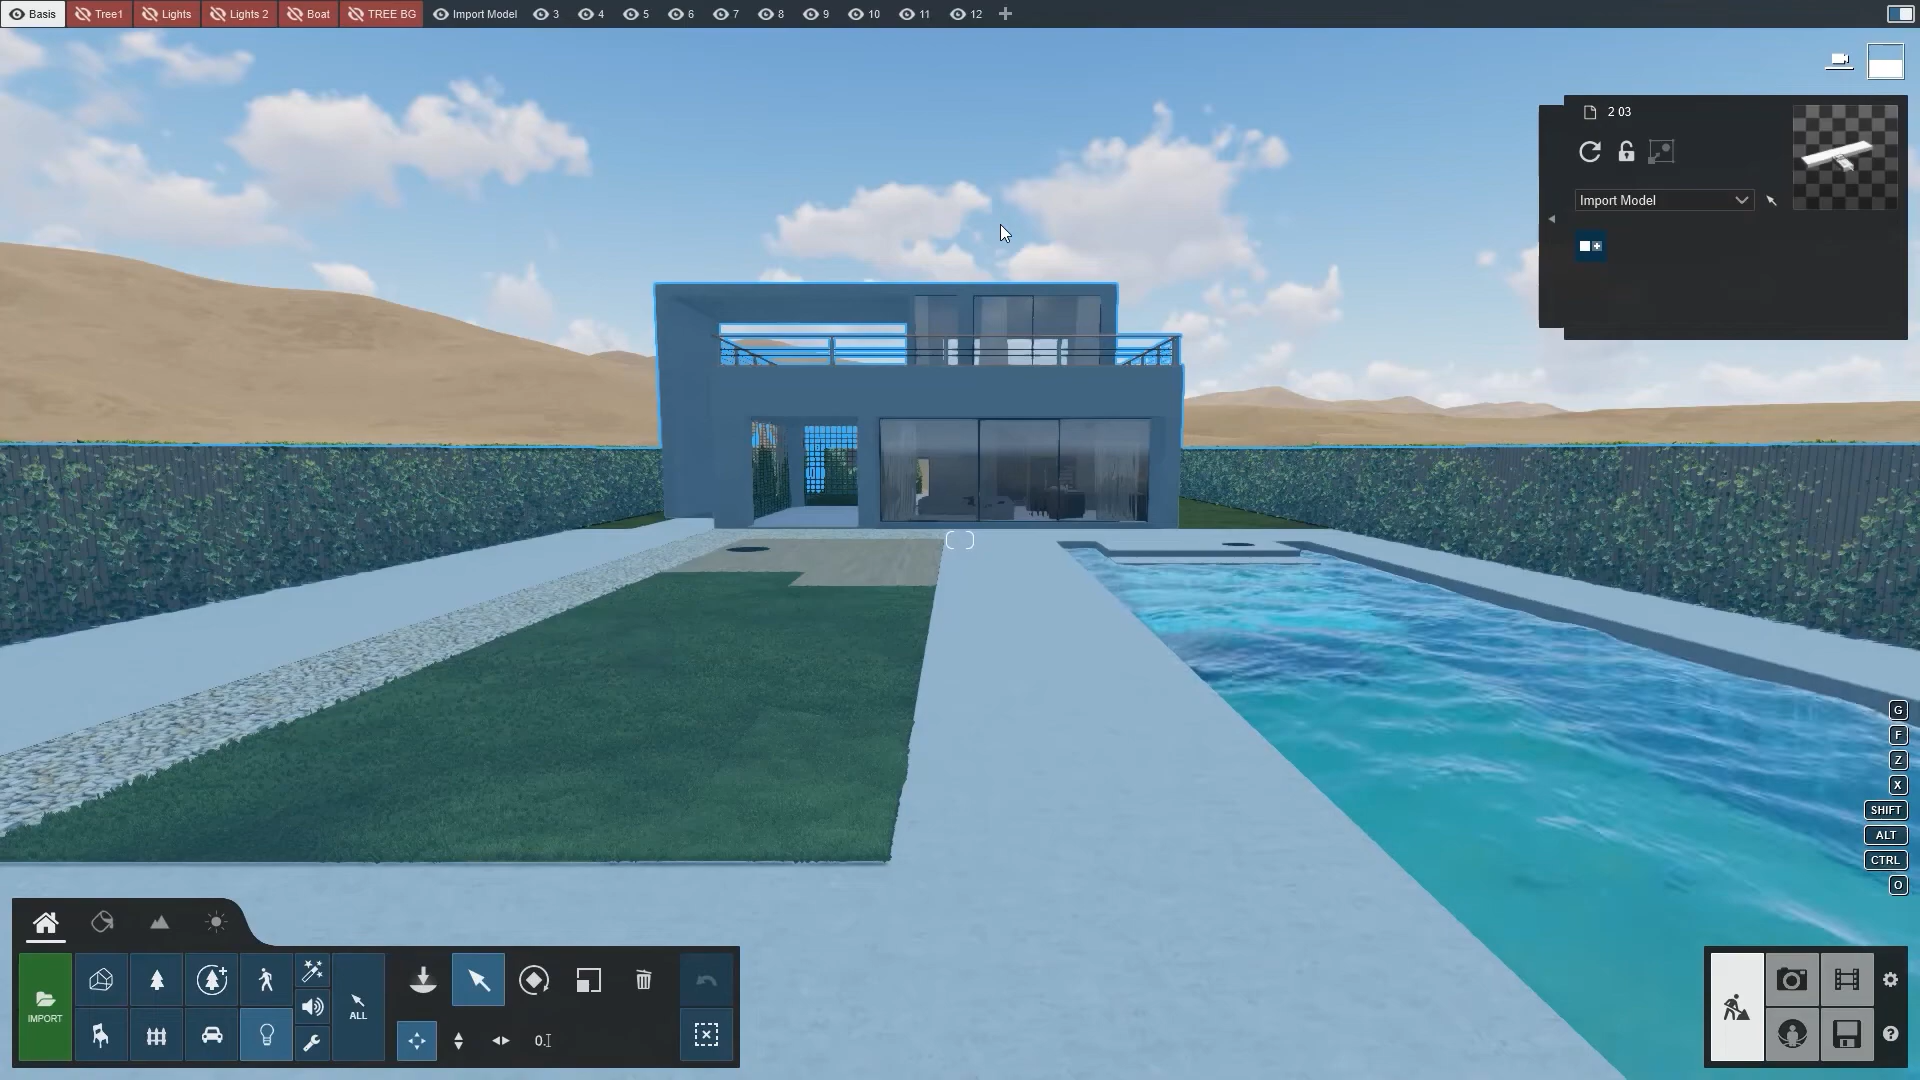 Basis Tree1 Lights Lights 2 Boat TREE BG Import Model 3 4 5 6 7 8 9 10 11 12
2 03
Import Model
G
F
Z
X
SHIFT
ALT
CTRL
O
IMPORT
ALL
0.